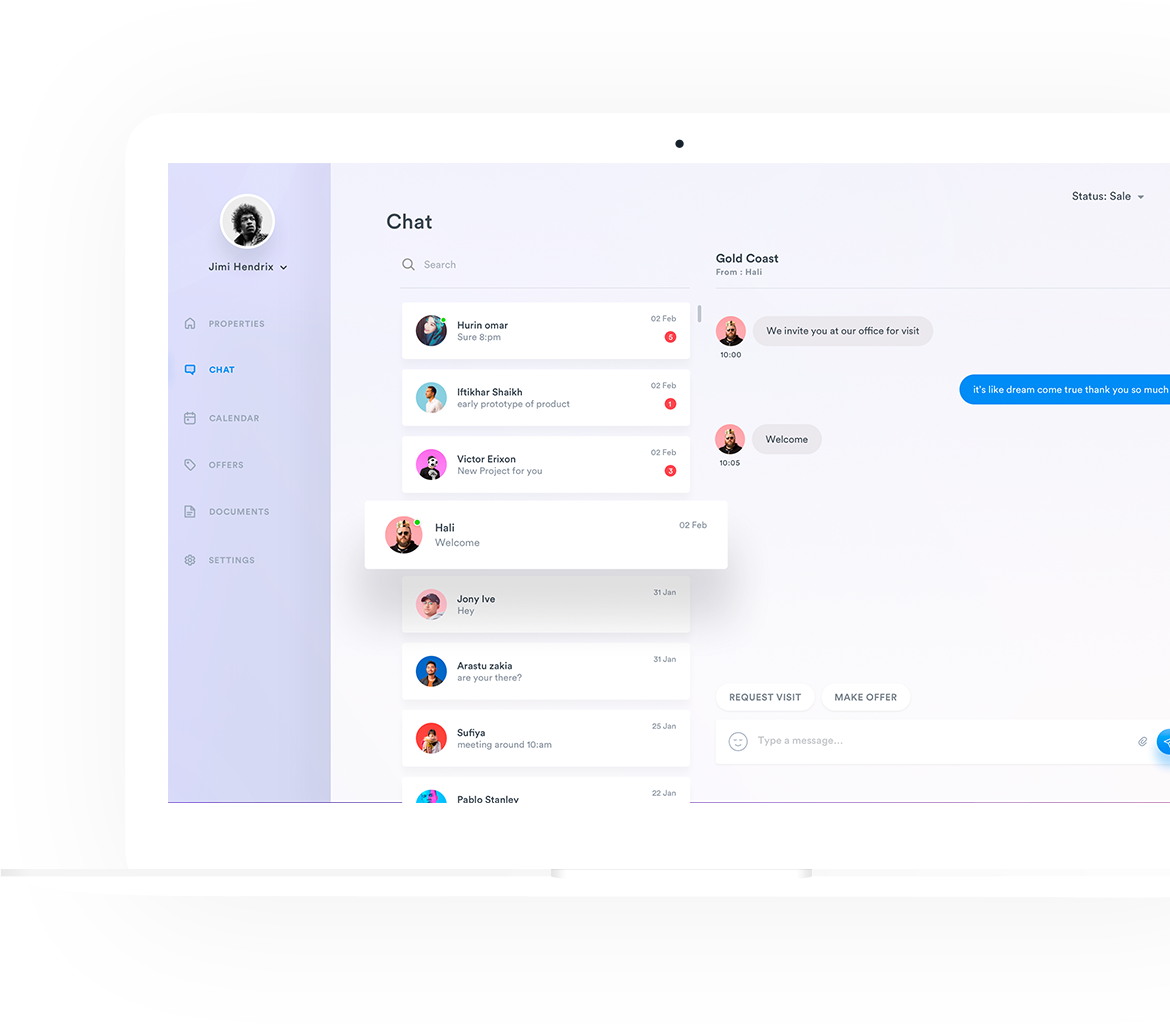 Jimi Hendrix
PROPERTIES
CHAT
CALENDAR
OFFERS
DOCUMENTS
SETTINGS
Chat
Search
Hurin omar
02 Feb
Sure 8:pm
5
Iftikhar Shaikh
02 Feb
early prototype of product
1
Victor Erixon
02 Feb
New Project for you
3
Hali
02 Feb
Welcome
Jony Ive
31 Jan
Hey
Arastu zakia
31 Jan
are your there?
Sufiya
25 Jan
meeting around 10:am
Pablo Stanley
22 Jan
Status: Sale
Gold Coast
From : Hali
We invite you at our office for visit
10:00
it's like dream come true thank you so much
Welcome
10:05
REQUEST VISIT
MAKE OFFER
Type a message...